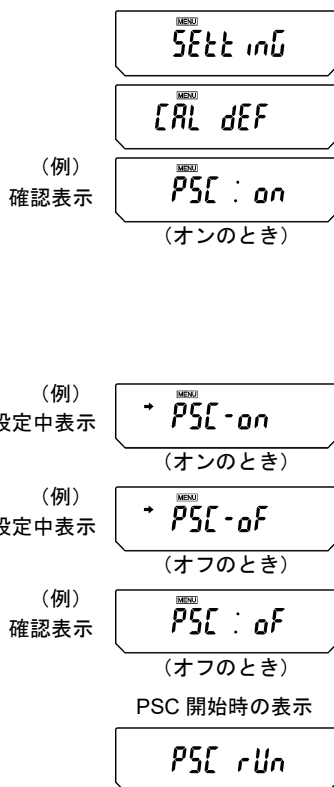 MENU
SEtt inG
MENU
CAL dEF
（例）
確認表示
MENU
PSC : on
（オンのとき）
（例）
設定中表示
MENU
→ PSC-on
（オンのとき）
（例）
設定中表示
MENU
→ PSC-oF
（オフのとき）
（例）
確認表示
MENU
PSC : oF
（オフのとき）
PSC 開始時の表示
PSC rUn